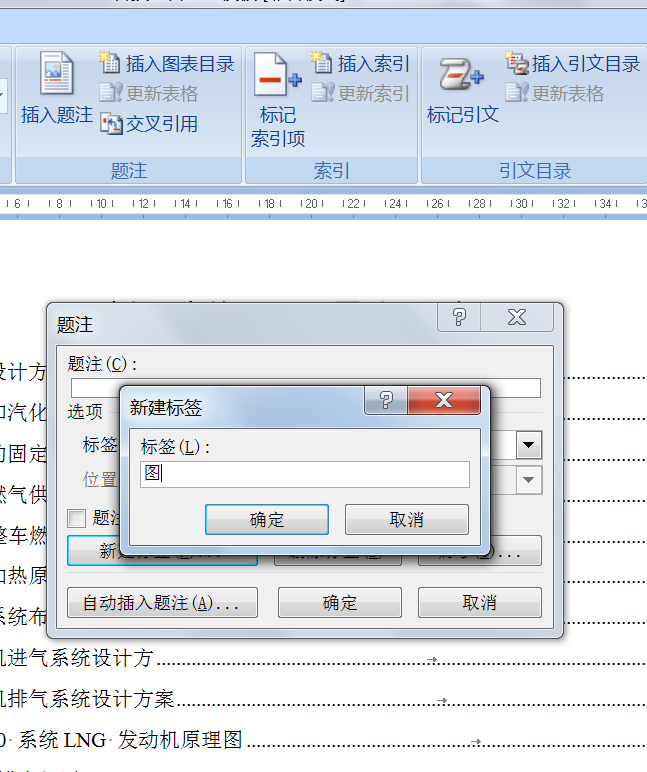 插入题注
插入图表目录
更新表格
交叉引用
题注
标记
索引项
插入索引
更新索引
索引
标记引文
插入引文目录
更新表格
引文目录
6 8 10 12 14 16 18 20 22 24 26 28 30 32 34
题注
题注(C):
选项
标签
位置
题注
新建标签
标签(L):
图
确定 取消
自动插入题注(A)... 确定 取消
设计方
和汽化
的固定
燃气供
整车燃
加热原
系统布
机进气系统设计方
机排气系统设计方案
0 系统 LNG 发动机原理图